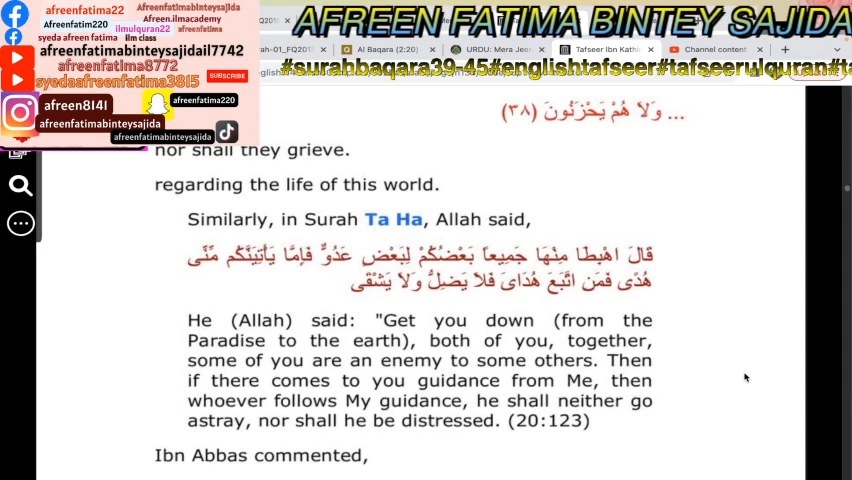 AFREEN FATIMA BINTEY SAJIDA
afreenfatima22
Afreenfatimabinteysajida
Afreen.ilmacademy
Afreenfatima220
ilmulquran22
afreenfatima
syeda afreen fatima
ilm class
afreenfatimabinteysajidail7742
afreenfatima8772
SUBSCRIBE
syedaafreenfatima3815
afreen8141
afreenfatima220
afreenfatimabinteysajida
afreenfatimabinteysajida
Al Baqara (2:20)
URDU: Mera Jee
Tafseer Ibn Kathi
Channel content
#surahbaqara39-45#englishtafseer#tafseerulquran#ta
... وَلاَ هُمْ يَحْزَنُونَ (٣٨)
nor shall they grieve.
regarding the life of this world.
Similarly, in Surah Ta Ha, Allah said,
قَالَ اهْبِطَا مِنْهَا جَمِيعاً بَعْضُكُمْ لِبَعْضٍ عَدُوٌّ فَإِمَّا يَأْتِيَنَّكُم مِّنِّى
هُدًى فَمَنِ اتَّبَعَ هُدَاىَ فَلاَ يَضِلُّ وَلاَ يَشْقَى
He (Allah) said: "Get you down (from the
Paradise to the earth), both of you, together,
some of you are an enemy to some others. Then
if there comes to you guidance from Me, then
whoever follows My guidance, he shall neither go
astray, nor shall he be distressed. (20:123)
Ibn Abbas commented,